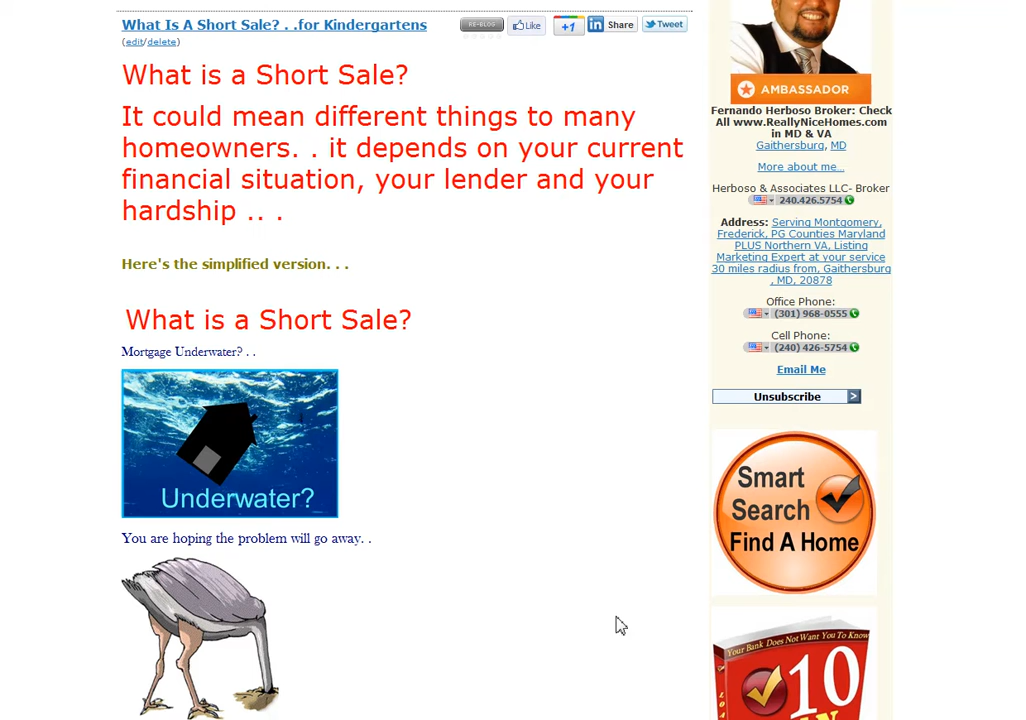 What Is A Short Sale? . .for Kindergartens
RE-BLOG
Like
+1
Share
Tweet
(edit/delete)
What is a Short Sale?
It could mean different things to many
homeowners. . it depends on your current
financial situation, your lender and your
hardship .. .
Here's the simplified version. . .
What is a Short Sale?
Mortgage Underwater? . .
Underwater?
You are hoping the problem will go away. .
AMBASSADOR
Fernando Herboso Broker: Check
All www.ReallyNiceHomes.com
in MD & VA
Gaithersburg, MD
More about me...
Herboso & Associates LLC- Broker
240.426.5754
Address: Serving Montgomery,
Frederick, PG Counties Maryland
PLUS Northern VA, Listing
Marketing Expert at your service
30 miles radius from, Gaithersburg
, MD, 20878
Office Phone:
(301) 968-0555
Cell Phone:
(240) 426-5754
Email Me
Unsubscribe
Smart
Search
Find A Home
Your Bank Does Not Want You To Know
10